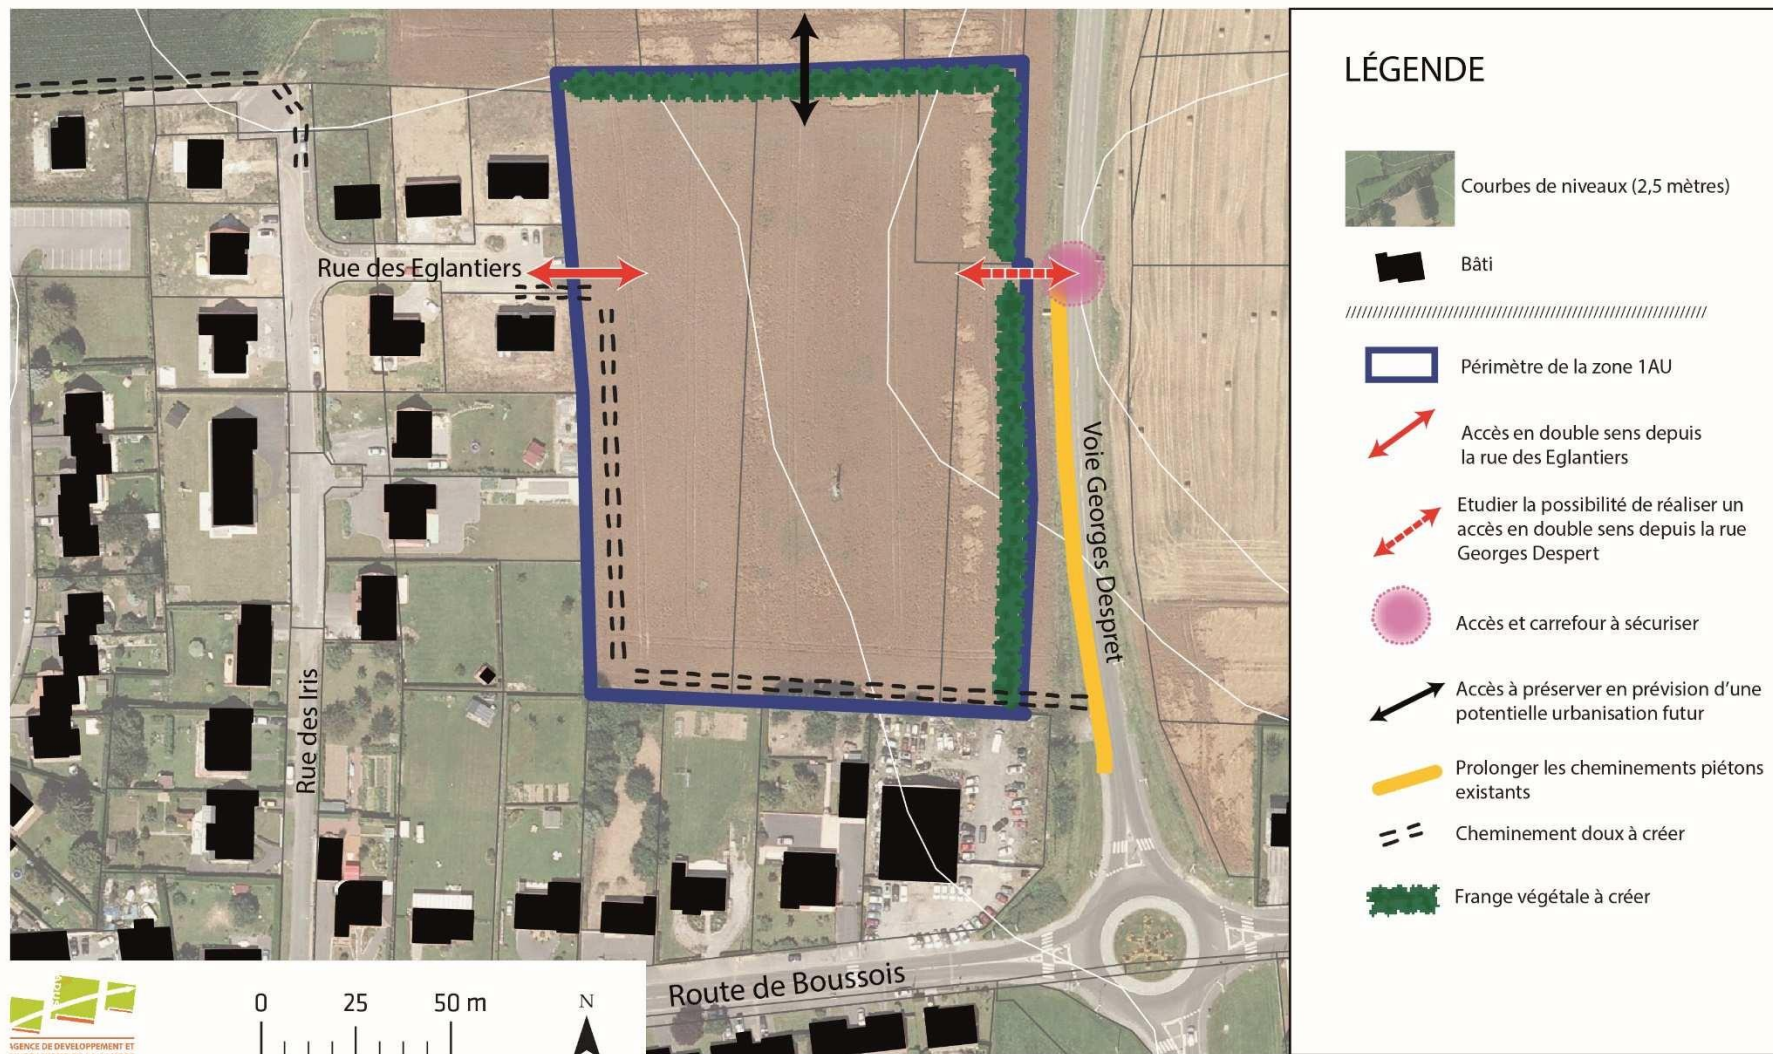 Rue des Eglantiers
Voie Georges Despret
Rue des Iris
Route de Boussois
0 25 50 m
N
AGENCE DE DEVELOPPEMENT ET
LÉGENDE
Courbes de niveaux (2,5 mètres)
Bâti
Périmètre de la zone 1AU
Accès en double sens depuis
la rue des Eglantiers
Etudier la possibilité de réaliser un
accès en double sens depuis la rue
Georges Despert
Accès et carrefour à sécuriser
Accès à préserver en prévision d'une
potentielle urbanisation futur
Prolonger les cheminements piétons
existants
Cheminement doux à créer
Frange végétale à créer